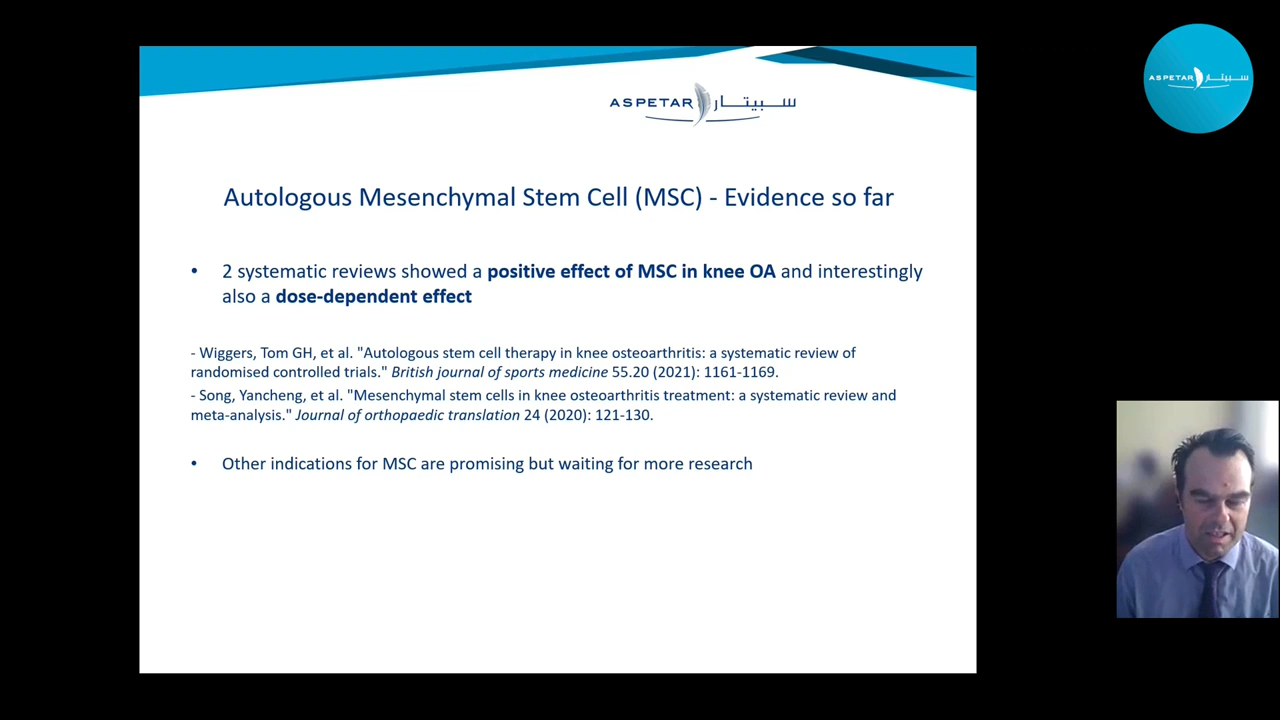 ASPETAR سبيتار
ASPETAR سبيتار
Autologous Mesenchymal Stem Cell (MSC) - Evidence so far
• 2 systematic reviews showed a positive effect of MSC in knee OA and interestingly
also a dose-dependent effect
- Wiggers, Tom GH, et al. "Autologous stem cell therapy in knee osteoarthritis: a systematic review of
randomised controlled trials." British journal of sports medicine 55.20 (2021): 1161-1169.
- Song, Yancheng, et al. "Mesenchymal stem cells in knee osteoarthritis treatment: a systematic review and
meta-analysis." Journal of orthopaedic translation 24 (2020): 121-130.
• Other indications for MSC are promising but waiting for more research